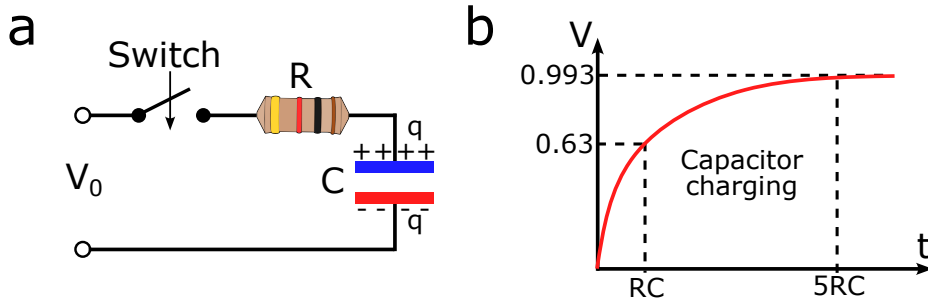 a
Switch
R
q
++++
V₀
C
- - - -
q
b
V
0.993
0.63
Capacitor
charging
t
RC
5RC